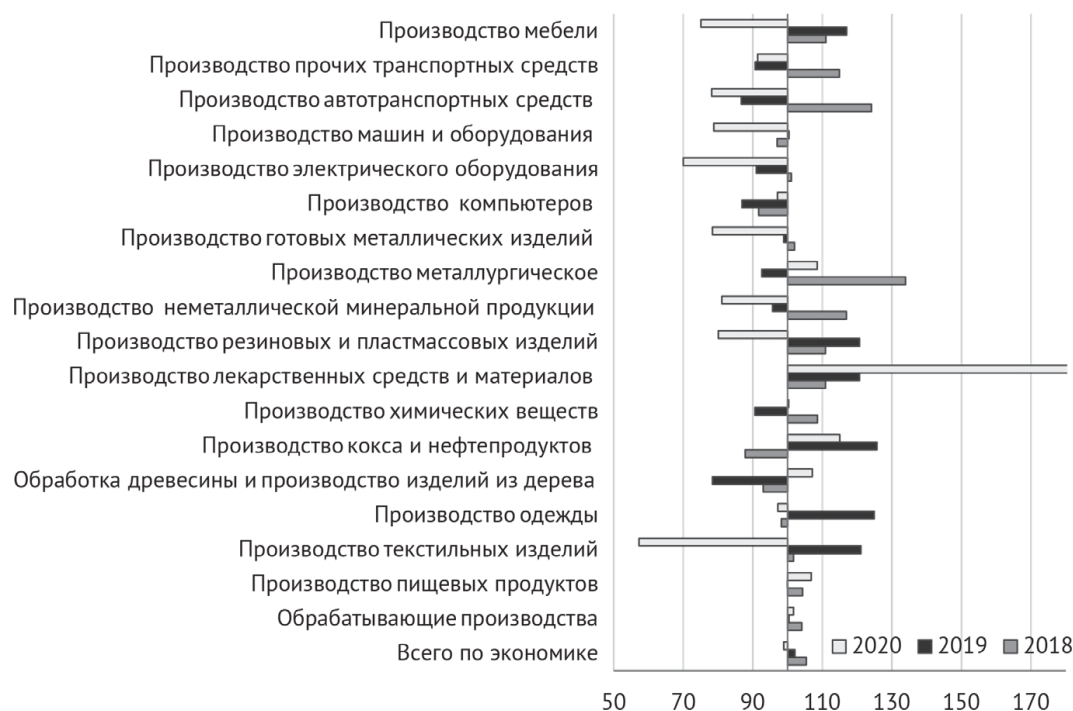 Производство мебели
Производство прочих транспортных средств
Производство автотранспортных средств
Производство машин и оборудования
Производство электрического оборудования
Производство компьютеров
Производство готовых металлических изделий
Производство металлургическое
Производство неметаллической минеральной продукции
Производство резиновых и пластмассовых изделий
Производство лекарственных средств и материалов
Производство химических веществ
Производство кокса и нефтепродуктов
Обработка древесины и производство изделий из дерева
Производство одежды
Производство текстильных изделий
Производство пищевых продуктов
Обрабатывающие производства
Всего по экономике
2020 2019 2018
50 70 90 110 130 150 170